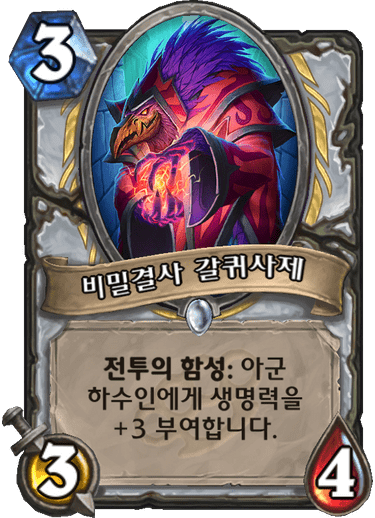 3
비밀결사 갈퀴사제
전투의 함성: 아군
하수인에게 생명력을
+3 부여합니다.
3
4